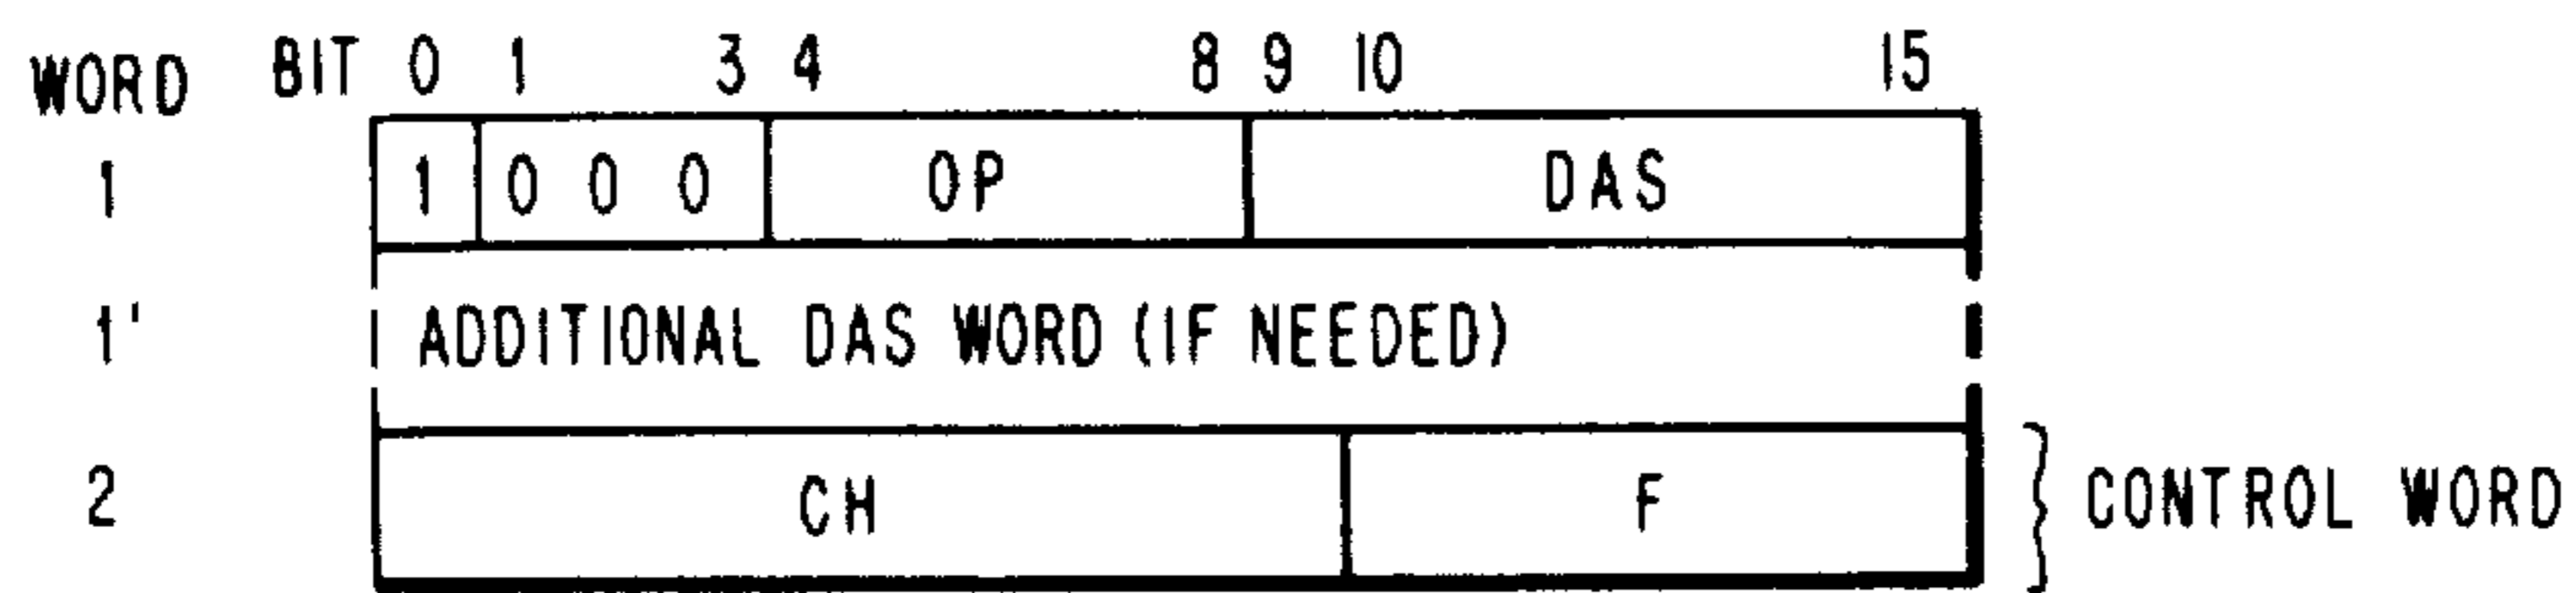 WORD BIT 0 1 3 4 8 9 10 15
1 1 0 0 0 OP DAS
1' ADDITIONAL DAS WORD (IF NEEDED)
2 CH F CONTROL WORD